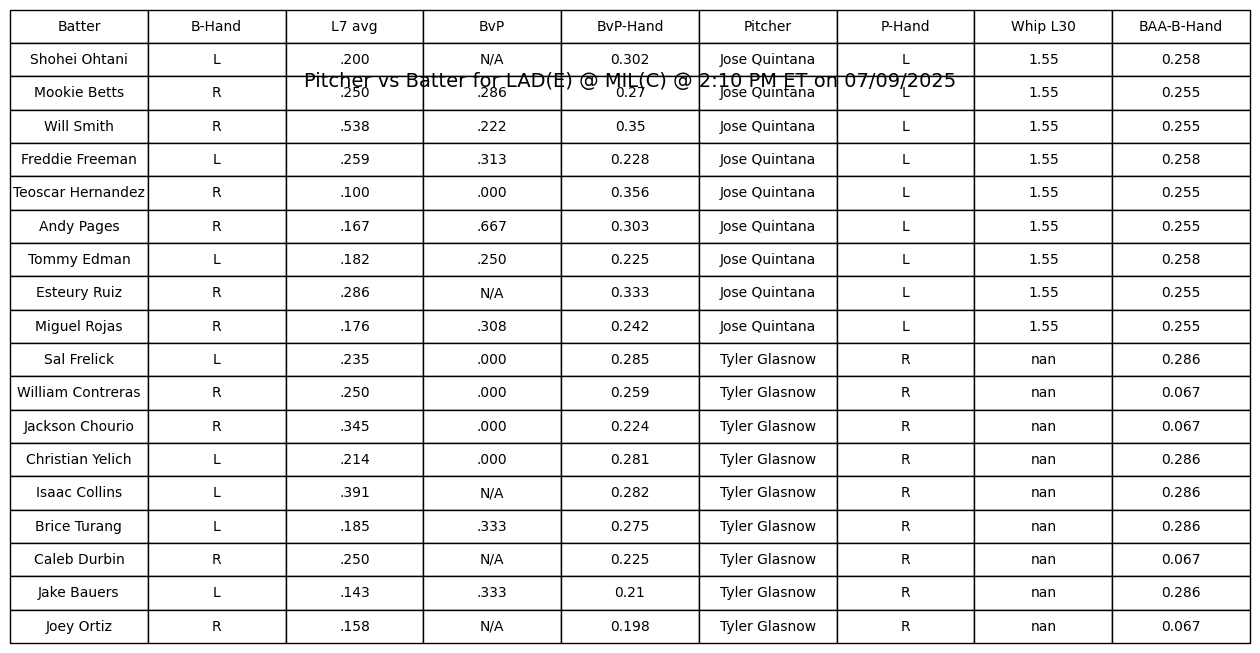 Batter B-Hand L7 avg BvP BvP-Hand Pitcher P-Hand Whip L30 BAA-B-Hand
Shohei Ohtani L .200 N/A 0.302 Jose Quintana L 1.55 0.258
Pitcher vs Batter for LAD(E) @ MIL(C) @ 2:10 PM ET on 07/09/2025
Mookie Betts R .250 .286 0.27 Jose Quintana L 1.55 0.255
Will Smith R .538 .222 0.35 Jose Quintana L 1.55 0.255
Freddie Freeman L .259 .313 0.228 Jose Quintana L 1.55 0.258
Teoscar Hernandez R .100 .000 0.356 Jose Quintana L 1.55 0.255
Andy Pages R .167 .667 0.303 Jose Quintana L 1.55 0.255
Tommy Edman L .182 .250 0.225 Jose Quintana L 1.55 0.258
Esteury Ruiz R .286 N/A 0.333 Jose Quintana L 1.55 0.255
Miguel Rojas R .176 .308 0.242 Jose Quintana L 1.55 0.255
Sal Frelick L .235 .000 0.285 Tyler Glasnow R nan 0.286
William Contreras R .250 .000 0.259 Tyler Glasnow R nan 0.067
Jackson Chourio R .345 .000 0.224 Tyler Glasnow R nan 0.067
Christian Yelich L .214 .000 0.281 Tyler Glasnow R nan 0.286
Isaac Collins L .391 N/A 0.282 Tyler Glasnow R nan 0.286
Brice Turang L .185 .333 0.275 Tyler Glasnow R nan 0.286
Caleb Durbin R .250 N/A 0.225 Tyler Glasnow R nan 0.067
Jake Bauers L .143 .333 0.21 Tyler Glasnow R nan 0.286
Joey Ortiz R .158 N/A 0.198 Tyler Glasnow R nan 0.067